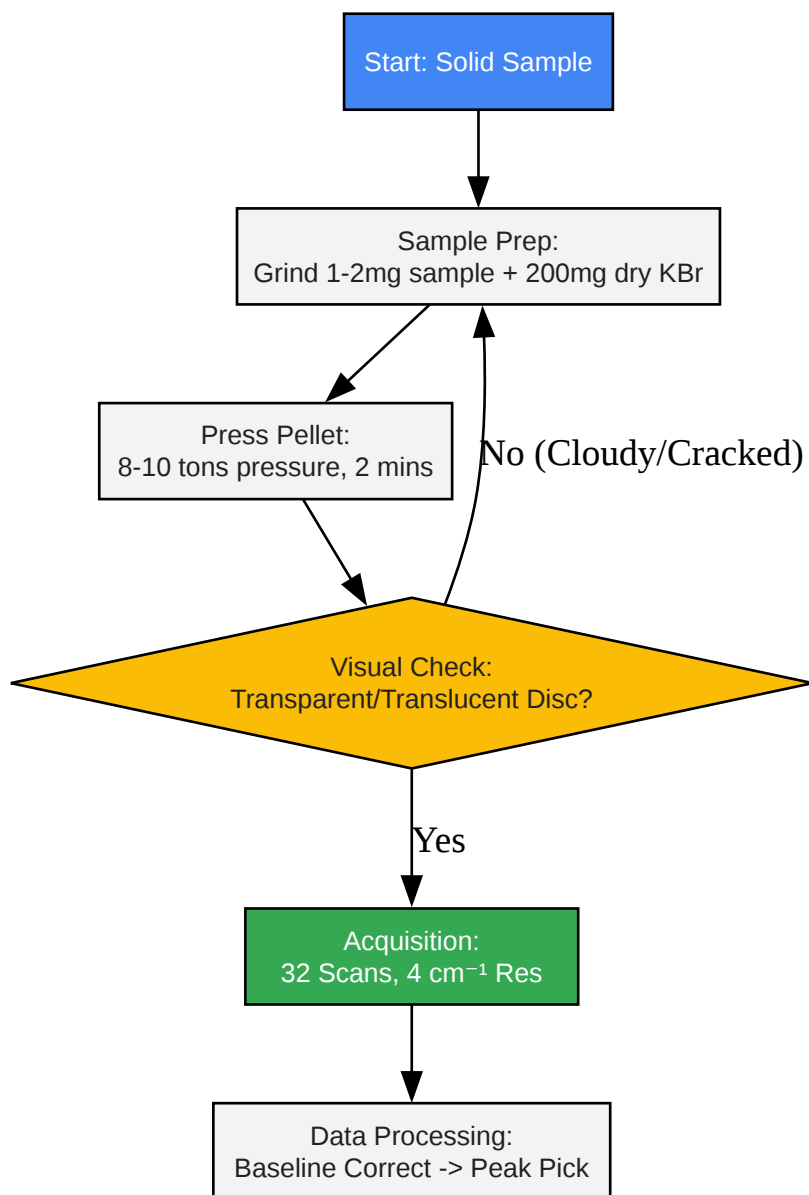 Start: Solid Sample
Sample Prep:
Grind 1-2mg sample + 200mg dry KBr
Press Pellet:
8-10 tons pressure, 2 mins
No (Cloudy/Cracked)
Visual Check:
Transparent/Translucent Disc?
Yes
Acquisition:
32 Scans, 4 cm⁻¹ Res
Data Processing:
Baseline Correct -> Peak Pick